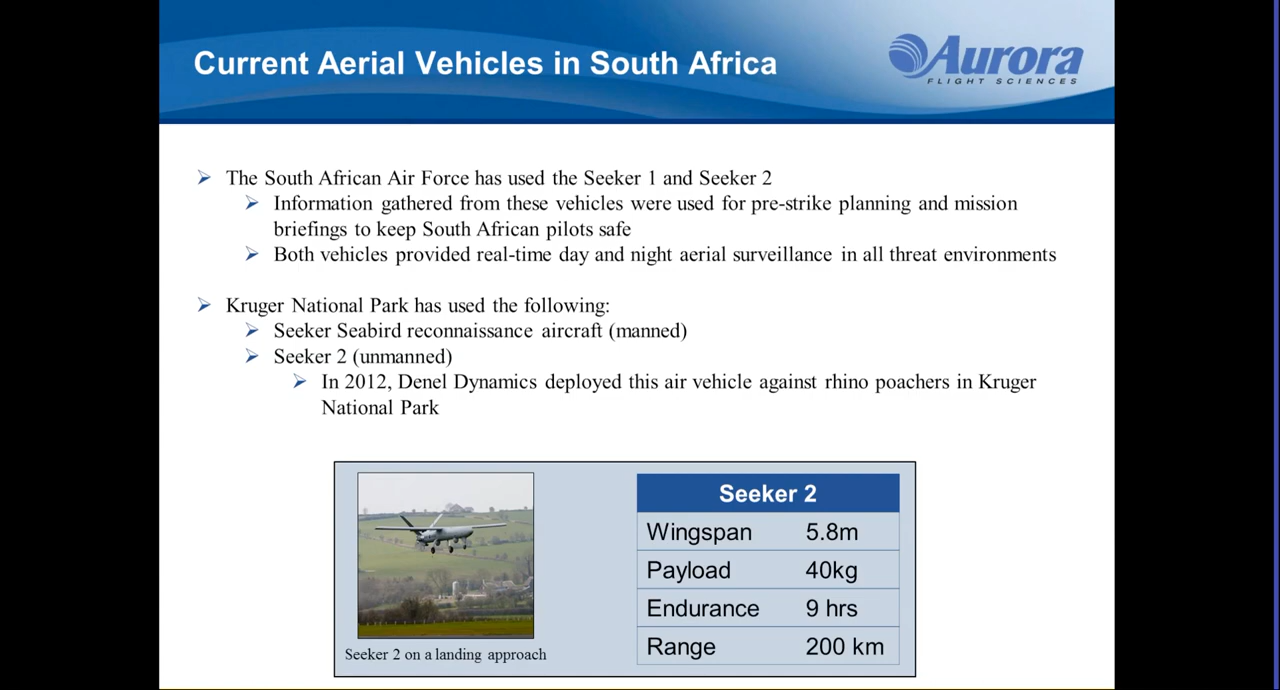 Current Aerial Vehicles in South Africa
Aurora
FLIGHT SCIENCES
The South African Air Force has used the Seeker 1 and Seeker 2
Information gathered from these vehicles were used for pre-strike planning and mission
briefings to keep South African pilots safe
Both vehicles provided real-time day and night aerial surveillance in all threat environments
Kruger National Park has used the following:
Seeker Seabird reconnaissance aircraft (manned)
Seeker 2 (unmanned)
In 2012, Denel Dynamics deployed this air vehicle against rhino poachers in Kruger
National Park
Seeker 2 on a landing approach
Seeker 2
Wingspan 5.8m
Payload 40kg
Endurance 9 hrs
Range 200 km